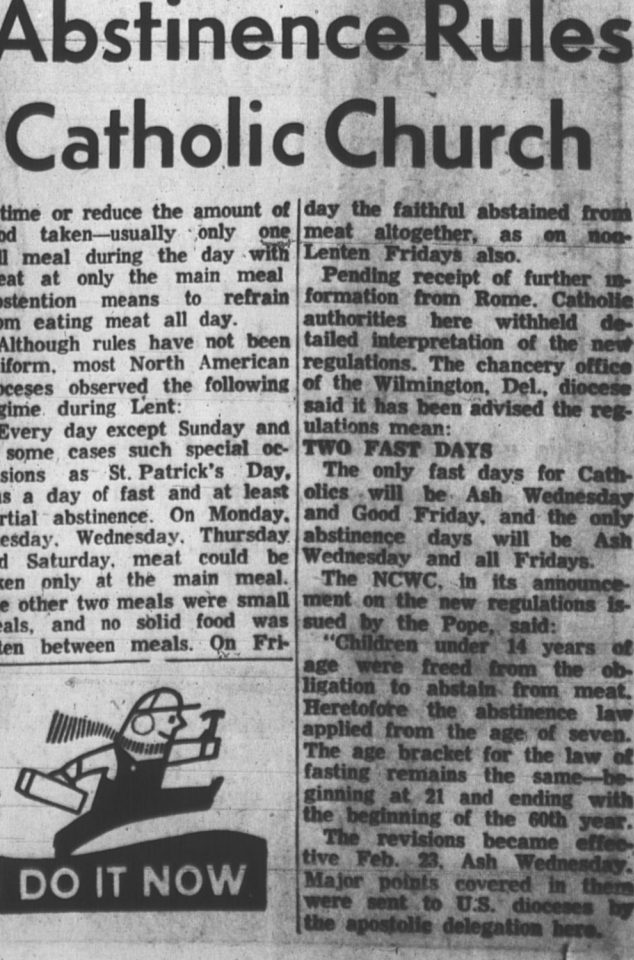 Abstinence Rules
Catholic Church
time or reduce the amount of
od taken—usually only one
ll meal during the day with
eat at only the main meal
bstention means to refrain
om eating meat all day.
Although rules have not been
iform, most North American
oceses observed the following
gime during Lent:
Every day except Sunday and
some cases such special oc-
sions as St. Patrick's Day,
as a day of fast and at least
rtial abstinence. On Monday,
esday, Wednesday, Thursday
d Saturday, meat could be
ken only at the main meal.
e other two meals were small
eals, and no solid food was
ten between meals. On Fri-
DO IT NOW
day the faithful abstained from
meat altogether, as on non-
Lenten Fridays also.
Pending receipt of further in-
formation from Rome, Catholic
authorities here withheld de-
tailed interpretation of the new
regulations. The chancery office
of the Wilmington, Del., diocese
said it has been advised the reg-
ulations mean:
TWO FAST DAYS
The only fast days for Cath-
olics will be Ash Wednesday
and Good Friday, and the only
abstinence days will be Ash
Wednesday and all Fridays.
The NCWC, in its announce-
ment on the new regulations is-
sued by the Pope, said:
"Children under 14 years of
age were freed from the ob-
ligation to abstain from meat.
Heretofore the abstinence law
applied from the age of seven.
The age bracket for the law of
fasting remains the same—be-
ginning at 21 and ending with
the beginning of the 60th year.
The revisions became effec-
tive Feb. 23, Ash Wednesday.
Major points covered in them
were sent to U.S. dioceses by
the apostolic delegation here.